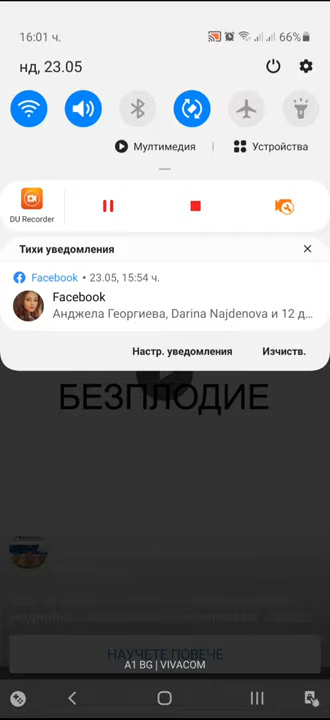 16:01 ч.
66%
нд, 23.05
Мултимедия
Устройства
DU Recorder
Тихи уведомления
Facebook • 23.05, 15:54 ч.
Facebook
Анджела Георгиева, Darina Najdenova и 12 д...
Настр. уведомления
Изчиств.
БЕЗПЛОДИЕ
НАУЧЕТЕ ПОВЕЧЕ
A1 BG | VIVACOM